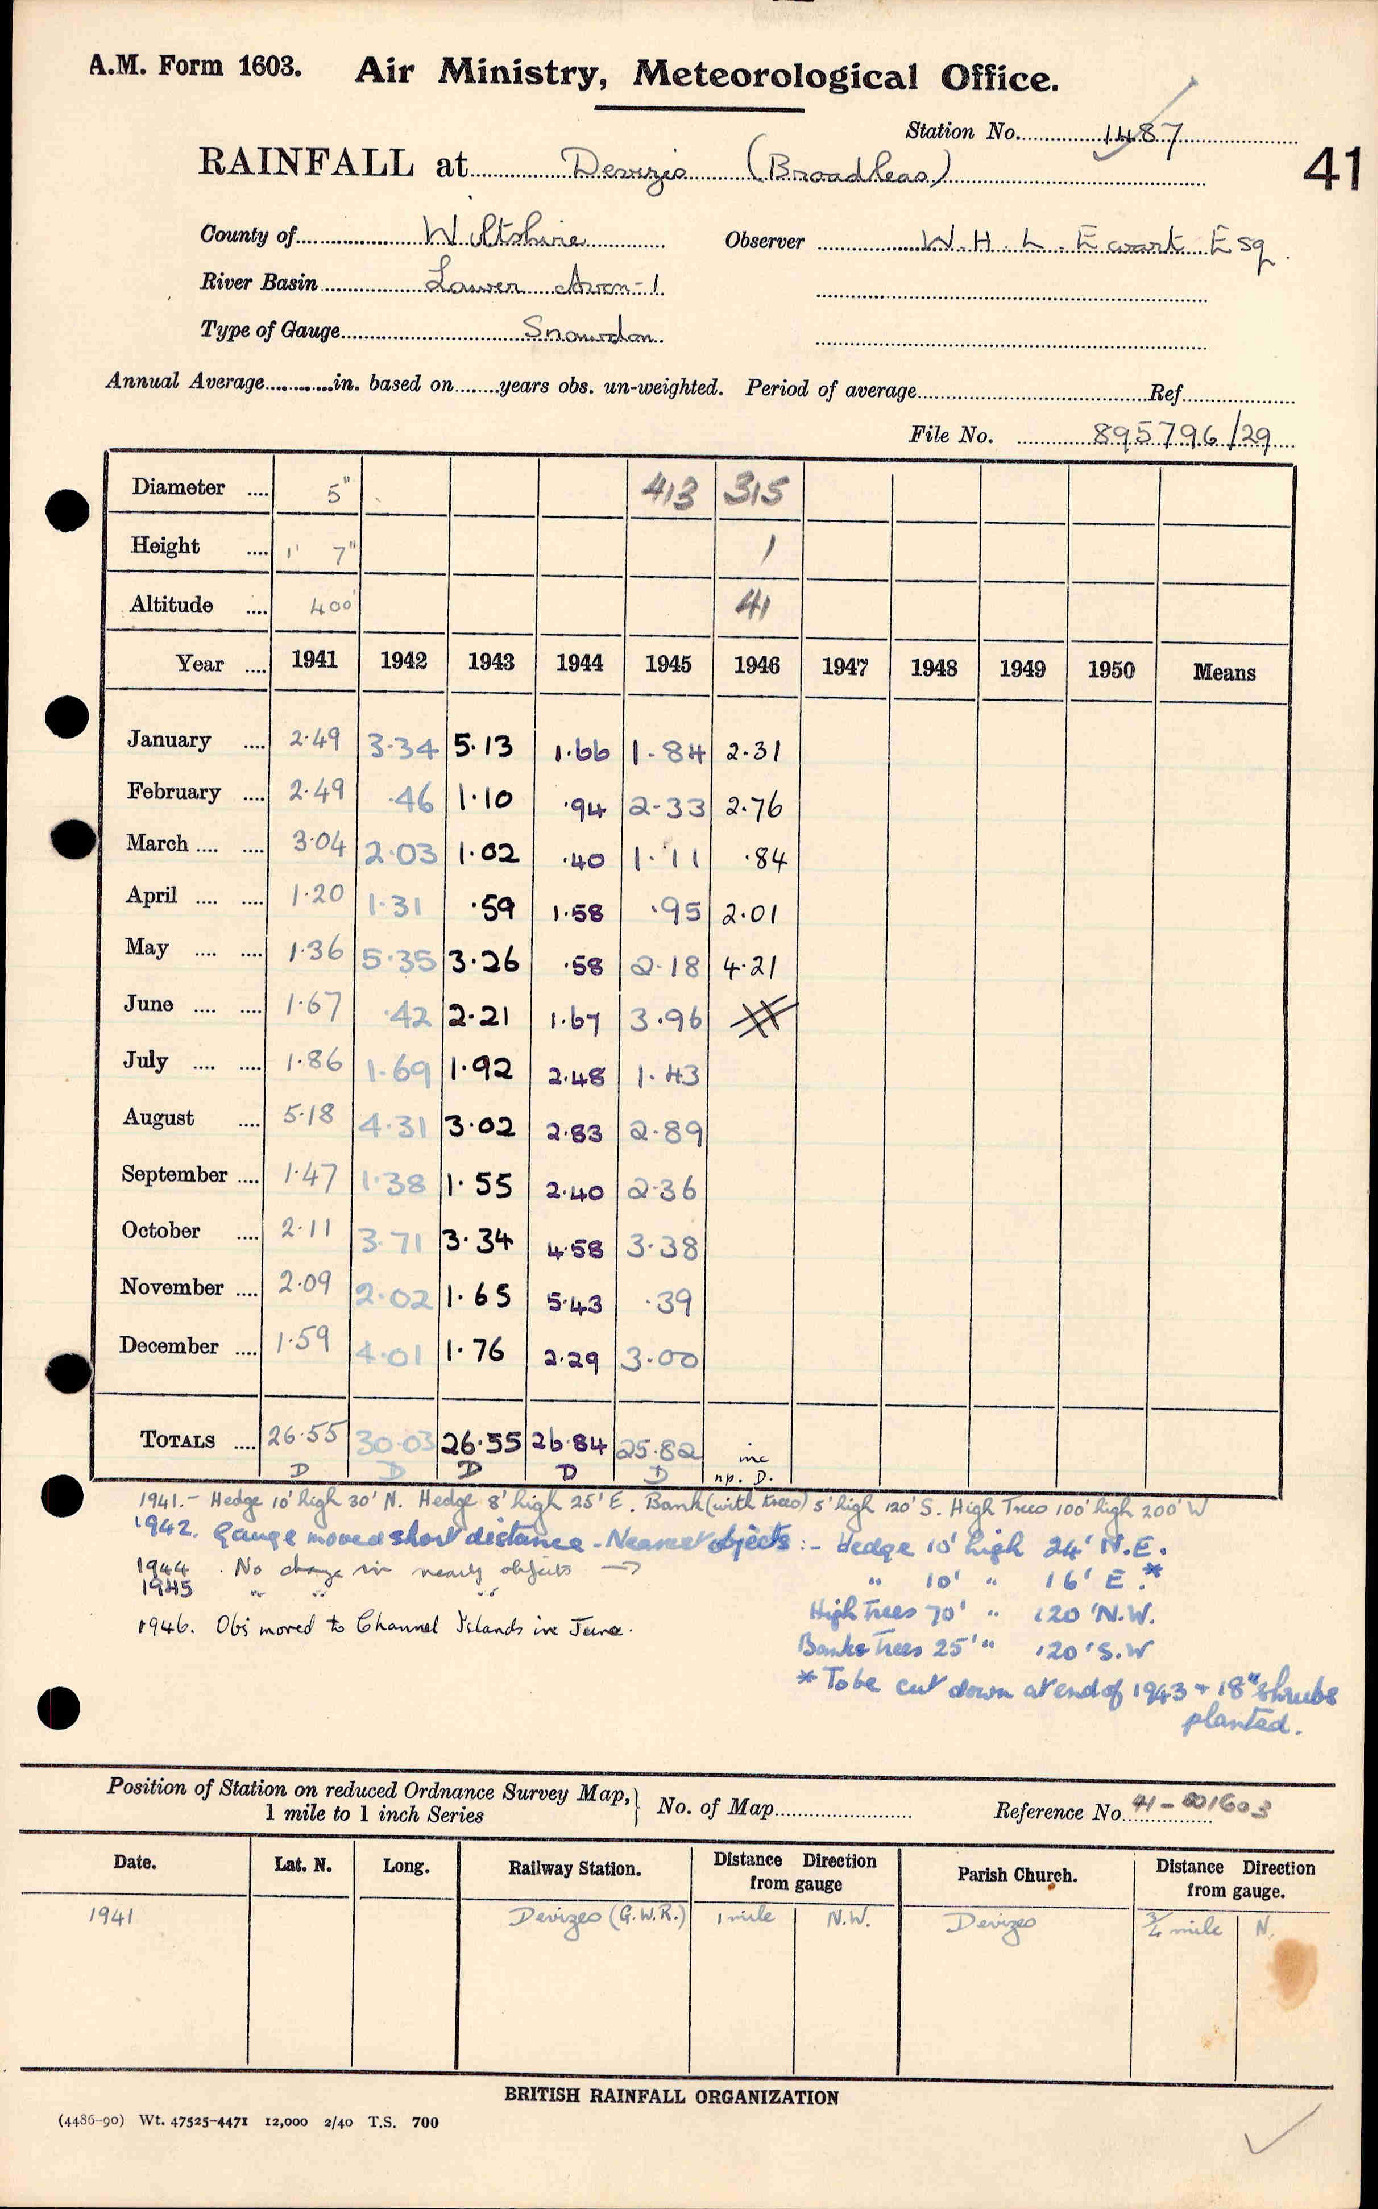 A.M. Form 1603. Air Ministry, Meteorological Office.
Station No. 1487
41
RAINFALL at Devizes (Broadleas)
County of Wiltshire Observer W. H. L. Ewart Esq.
River Basin Lower Avon-1
Type of Gauge Snowdon
Annual Average in. based on years obs. un-weighted. Period of average Ref
File No. 895796/29
Diameter .... 5" 413 315
Height .... 1' 7" 1
Altitude .... 400' 41
Year .... 1941 1942 1943 1944 1945 1946 1947 1948 1949 1950 Means
January .... 2.49 3.34 5.13 1.66 1.84 2.31
February .... 2.49 .46 1.10 .94 2.33 2.76
March .... .... 3.04 2.03 1.02 .40 1.11 .84
April .... .... 1.20 1.31 .59 1.58 .95 2.01
May .... .... 1.36 5.35 3.26 .58 2.18 4.21
June .... .... 1.67 .42 2.21 1.67 3.96
July .... .... 1.86 1.69 1.92 2.48 1.43
August .... 5.18 4.31 3.02 2.83 2.89
September .... 1.47 1.38 1.55 2.40 2.36
October .... 2.11 3.71 3.34 4.58 3.38
November .... 2.09 2.02 1.65 5.43 .39
December .... 1.59 4.01 1.76 2.29 3.00
TOTALS .... 26.55 30.03 26.55 26.84 25.82 inc
D D D D D np. D.
1941.- Hedge 10' high 30' N. Hedge 8' high 25' E. Bank (with trees) 5' high 120' S. High Trees 100' high 200' W
1942. Gauge moved short distance - Nearest objects :- Hedge 10' high 24' N.E.
1944 . No change in nearby objects → " 10' " 16' E.*
1945 " " "
High Trees 70' " 120' N.W.
1946. Obs moved to Channel Islands in June.
Bank & Trees 25' " 120' S.W
* To be cut down at end of 1943 + 18" shrubs
planted.
Position of Station on reduced Ordnance Survey Map,
1 mile to 1 inch Series
No. of Map Reference No. 41-001603
Date. Lat. N. Long. Railway Station. Distance Direction from gauge Parish Church. Distance Direction from gauge.
1941 Devizes (G.W.R.) 1 mile N.W. Devizes ¾ mile N.
BRITISH RAINFALL ORGANIZATION
(4486-90) Wt. 47525-4471 12,000 2/40 T.S. 700